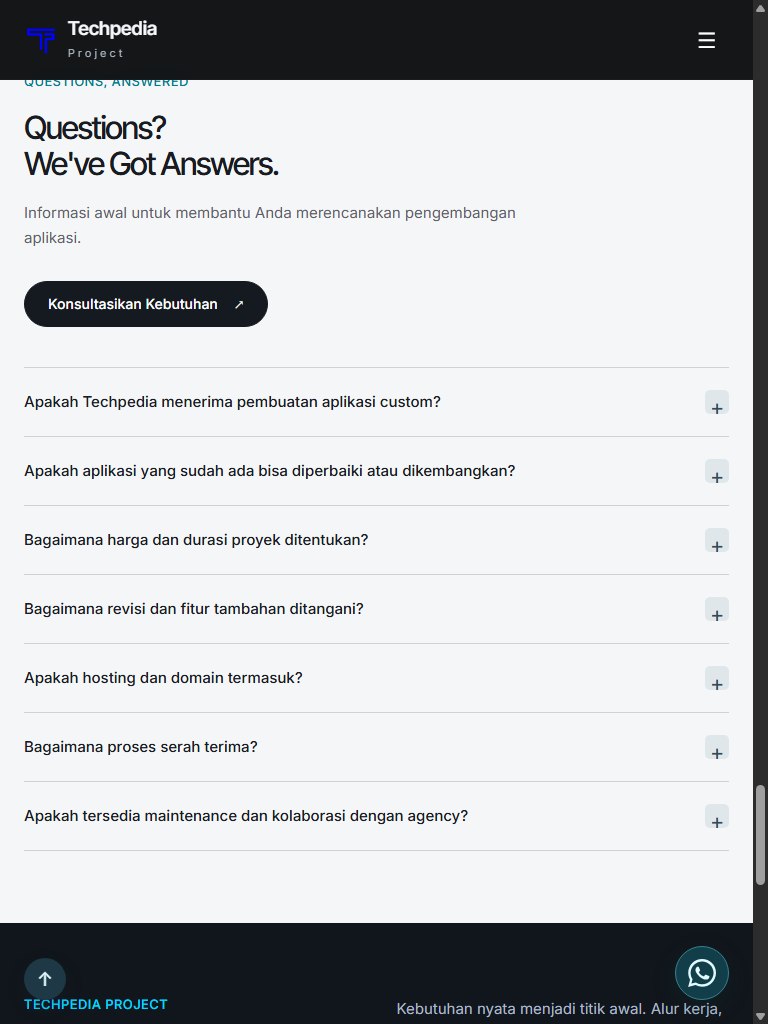 Techpedia
Project
QUESTIONS, ANSWERED
Questions?
We've Got Answers.
Informasi awal untuk membantu Anda merencanakan pengembangan
aplikasi.
Konsultasikan Kebutuhan ↗
Apakah Techpedia menerima pembuatan aplikasi custom?
Apakah aplikasi yang sudah ada bisa diperbaiki atau dikembangkan?
Bagaimana harga dan durasi proyek ditentukan?
Bagaimana revisi dan fitur tambahan ditangani?
Apakah hosting dan domain termasuk?
Bagaimana proses serah terima?
Apakah tersedia maintenance dan kolaborasi dengan agency?
TECHPEDIA PROJECT
Kebutuhan nyata menjadi titik awal. Alur kerja,